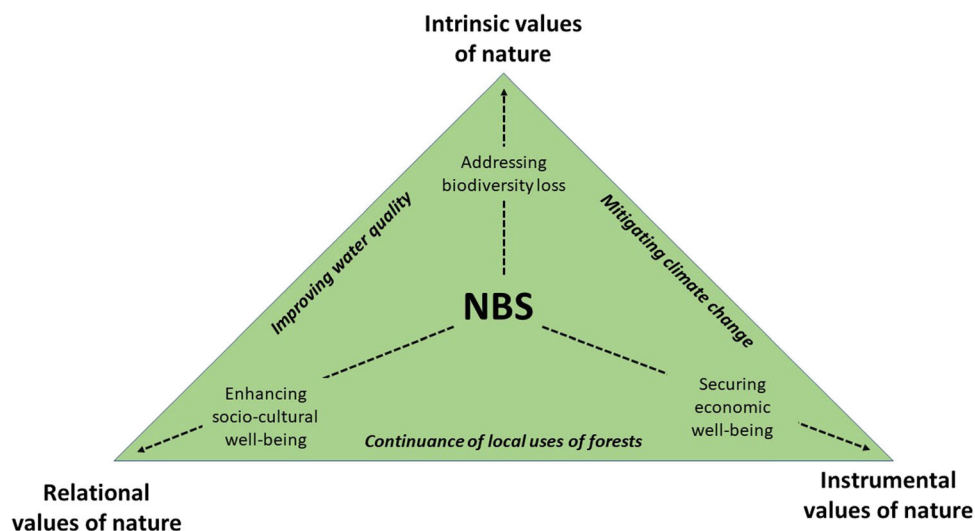 Intrinsic values
of nature
Addressing
biodiversity loss
Improving water quality
Mitigating climate change
NBS
Enhancing
socio-cultural
well-being
Securing
economic
well-being
Continuance of local uses of forests
Relational
values of nature
Instrumental
values of nature